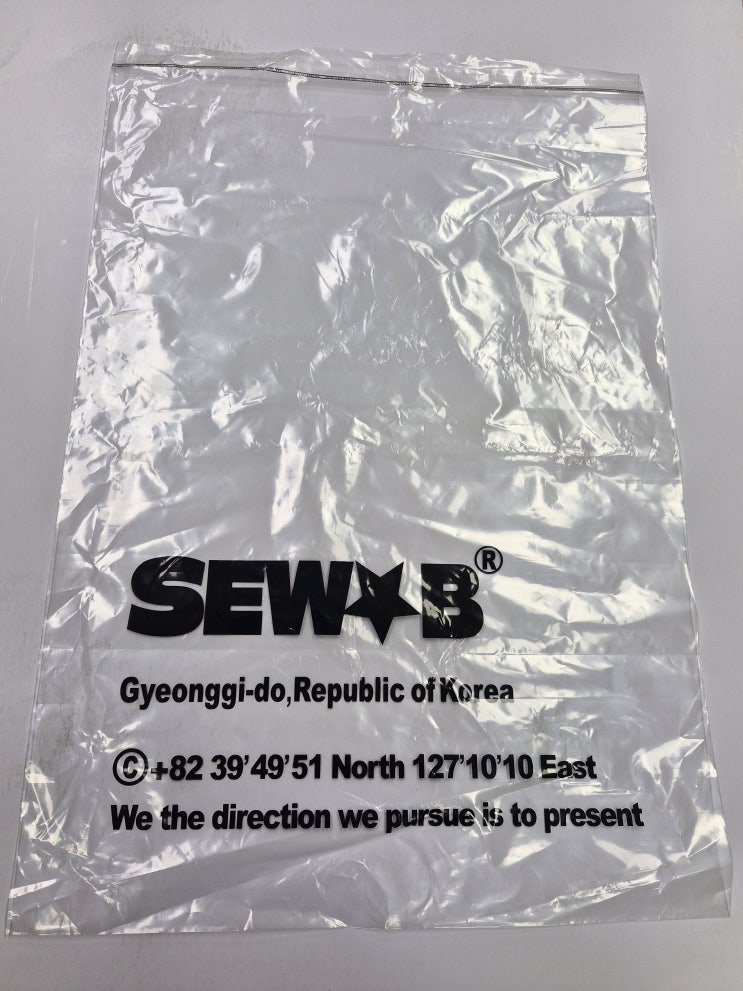 SEW★B®
Gyeonggi-do,Republic of Korea
©+82 39'49'51 North 127'10'10 East
We the direction we pursue is to present